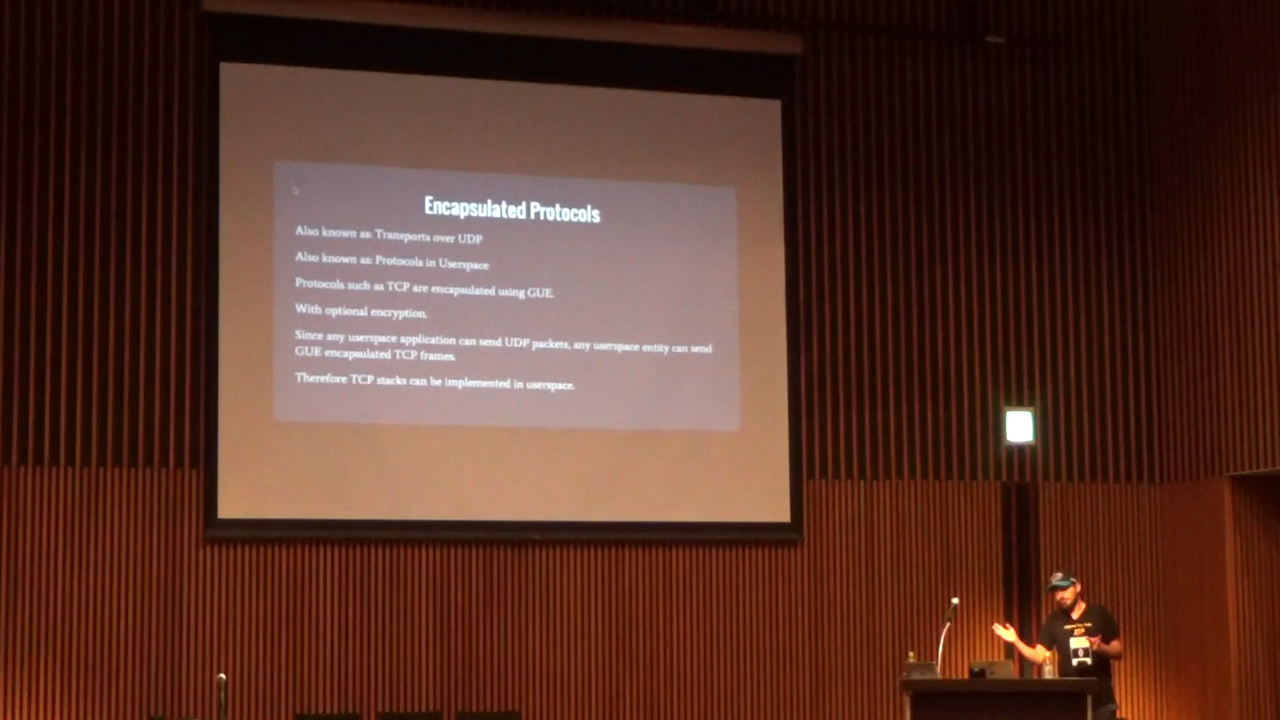 Encapsulated Protocols
Also known as: Transports over UDP
Also known as: Protocols in Userspace
Protocols such as TCP are encapsulated using GUE.
With optional encryption.
Since any userspace application can send UDP packets, any userspace entity can send
GUE encapsulated TCP frames.
Therefore TCP stacks can be implemented in userspace.